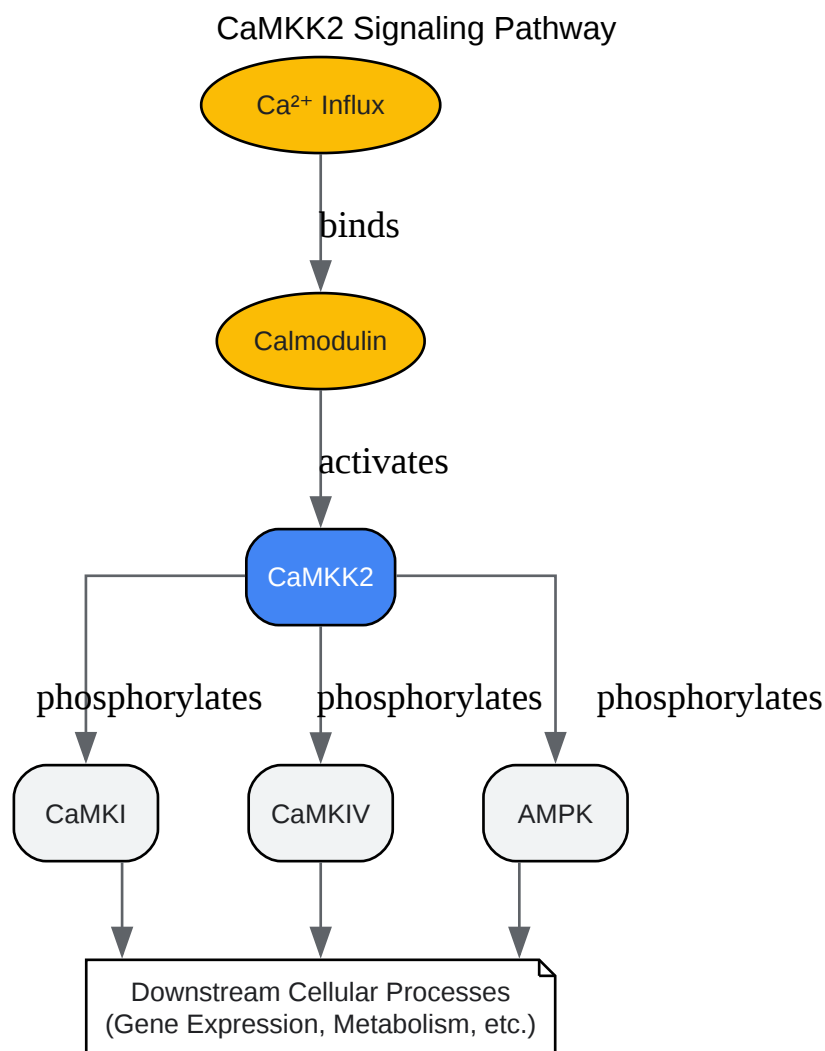 CaMKK2 Signaling Pathway
Ca²⁺ Influx
binds
Calmodulin
activates
CaMKK2
phosphorylates phosphorylates phosphorylates
CaMKI CaMKIV AMPK
Downstream Cellular Processes
(Gene Expression, Metabolism, etc.)